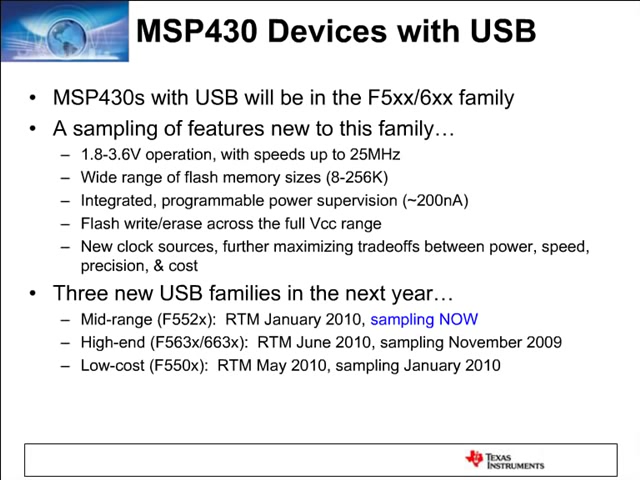 MSP430 Devices with USB
• MSP430s with USB will be in the F5xx/6xx family
• A sampling of features new to this family…
– 1.8-3.6V operation, with speeds up to 25MHz
– Wide range of flash memory sizes (8-256K)
– Integrated, programmable power supervision (~200nA)
– Flash write/erase across the full Vcc range
– New clock sources, further maximizing tradeoffs between power, speed,
precision, & cost
• Three new USB families in the next year…
– Mid-range (F552x): RTM January 2010, sampling NOW
– High-end (F563x/663x): RTM June 2010, sampling November 2009
– Low-cost (F550x): RTM May 2010, sampling January 2010
TEXAS
INSTRUMENTS